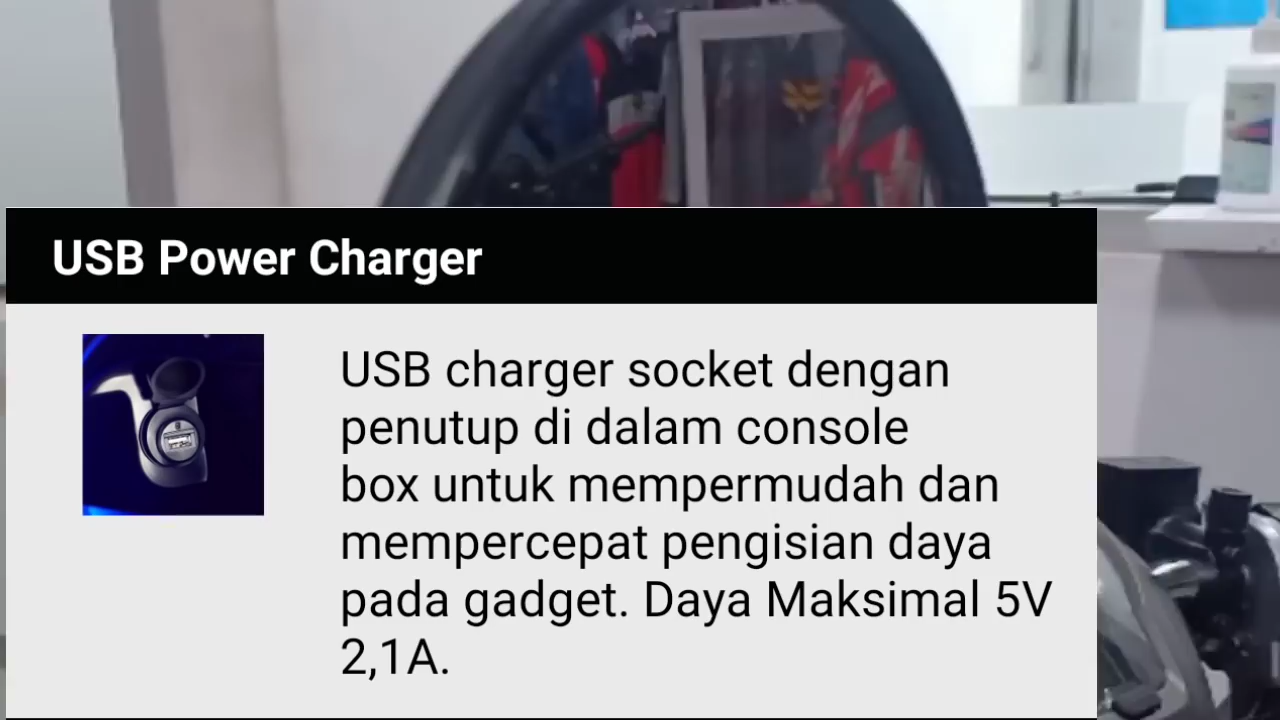 USB Power Charger
USB charger socket dengan
penutup di dalam console
box untuk mempermudah dan
mempercepat pengisian daya
pada gadget. Daya Maksimal 5V
2,1A.